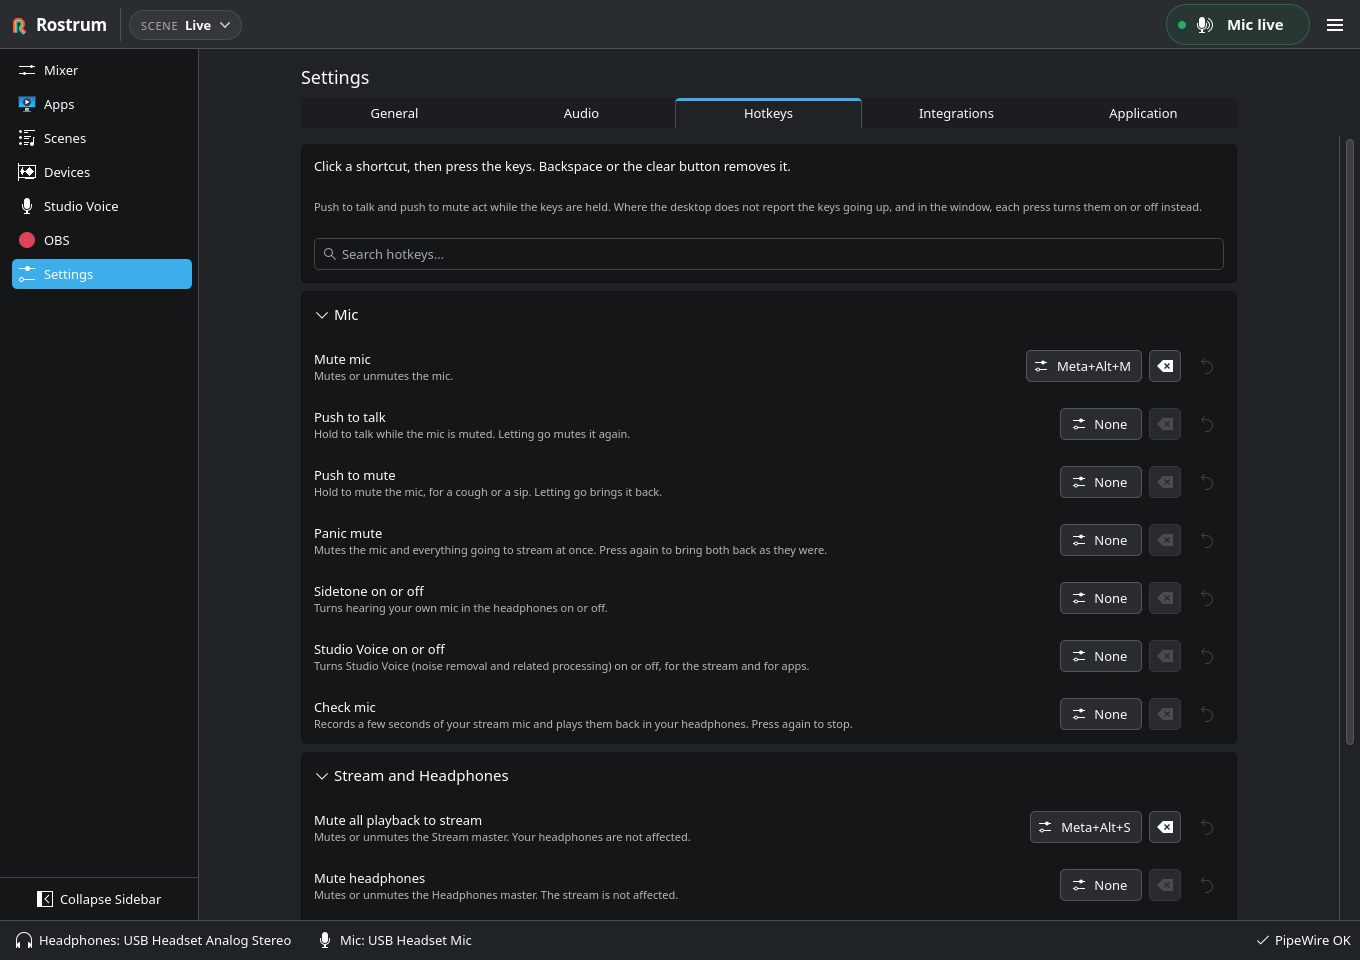 Rostrum
SCENE Live
Mic live
Mixer
Apps
Scenes
Devices
Studio Voice
OBS
Settings
Collapse Sidebar
Settings
General
Audio
Hotkeys
Integrations
Application
Click a shortcut, then press the keys. Backspace or the clear button removes it.
Push to talk and push to mute act while the keys are held. Where the desktop does not report the keys going up, and in the window, each press turns them on or off instead.
Search hotkeys...
Mic
Mute mic
Mutes or unmutes the mic.
Meta+Alt+M
Push to talk
Hold to talk while the mic is muted. Letting go mutes it again.
None
Push to mute
Hold to mute the mic, for a cough or a sip. Letting go brings it back.
None
Panic mute
Mutes the mic and everything going to stream at once. Press again to bring both back as they were.
None
Sidetone on or off
Turns hearing your own mic in the headphones on or off.
None
Studio Voice on or off
Turns Studio Voice (noise removal and related processing) on or off, for the stream and for apps.
None
Check mic
Records a few seconds of your stream mic and plays them back in your headphones. Press again to stop.
None
Stream and Headphones
Mute all playback to stream
Mutes or unmutes the Stream master. Your headphones are not affected.
Meta+Alt+S
Mute headphones
Mutes or unmutes the Headphones master. The stream is not affected.
None
Headphones: USB Headset Analog Stereo
Mic: USB Headset Mic
PipeWire OK